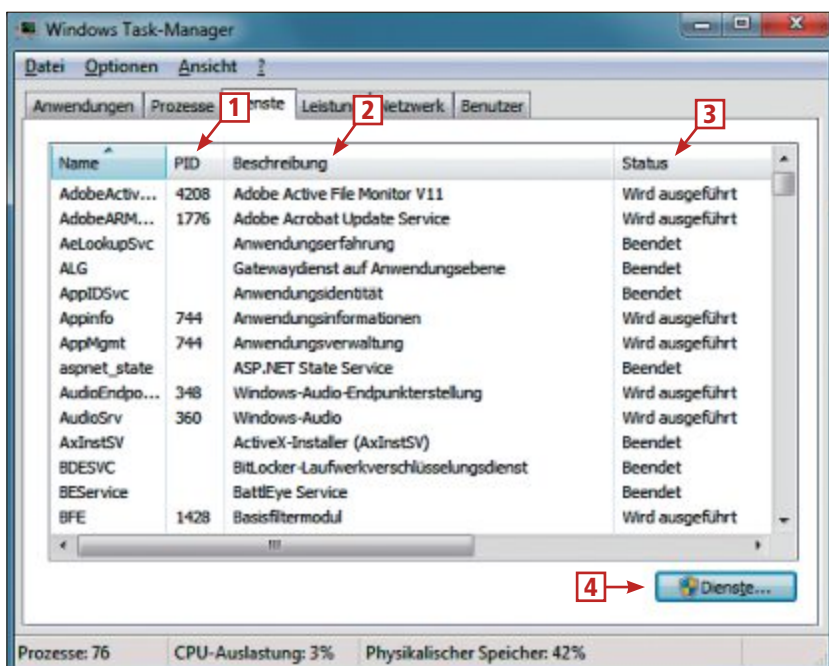 Windows Task-Manager
Datei Optionen Ansicht ?
Anwendungen Prozesse Leistung Netzwerk Benutzer
1 2 3
Name PID Beschreibung Status
AdobeActiv... 4208 Adobe Active File Monitor V11 Wird ausgeführt
AdobeARM... 1776 Adobe Acrobat Update Service Wird ausgeführt
AeLookupSvc Anwendungserfahrung Beendet
ALG Gatewaydienst auf Anwendungsebene Beendet
AppIDSvc Anwendungsidentität Beendet
Appinfo 744 Anwendungsinformationen Wird ausgeführt
AppMgmt 744 Anwendungsverwaltung Wird ausgeführt
aspnet_state ASP.NET State Service Beendet
AudioEndpo... 348 Windows-Audio-Endpunkterstellung Wird ausgeführt
AudioSrv 360 Windows-Audio Wird ausgeführt
AxInstSV ActiveX-Installer (AxInstSV) Beendet
BDESVC BitLocker-Laufwerkverschlüsselungsdienst Beendet
BEService BattlEye Service Beendet
BFE 1428 Basisfiltermodul Wird ausgeführt
4 Dienste...
Prozesse: 76 CPU-Auslastung: 3% Physikalischer Speicher: 42%